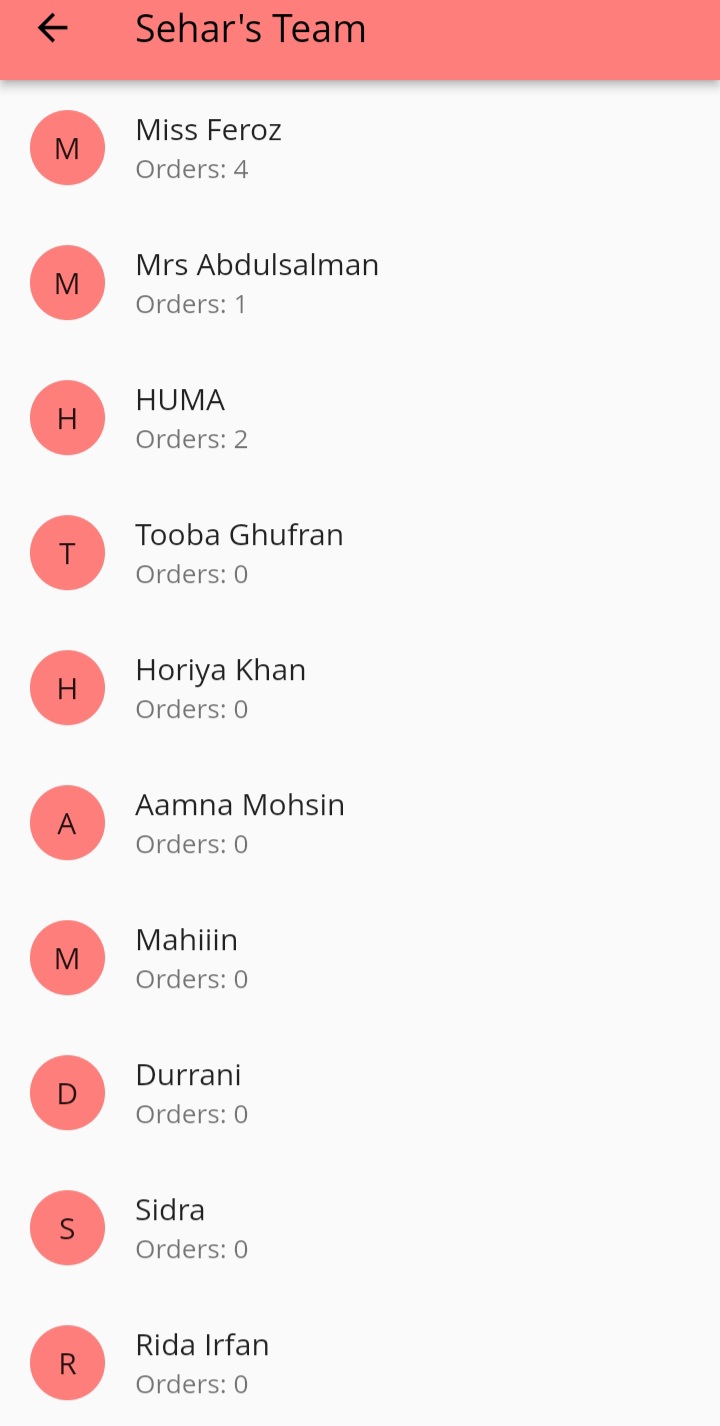 Sehar's Team
M
Miss Feroz
Orders: 4
M
Mrs Abdulsalman
Orders: 1
H
HUMA
Orders: 2
T
Tooba Ghufran
Orders: 0
H
Horiya Khan
Orders: 0
A
Aamna Mohsin
Orders: 0
M
Mahiiin
Orders: 0
D
Durrani
Orders: 0
S
Sidra
Orders: 0
R
Rida Irfan
Orders: 0